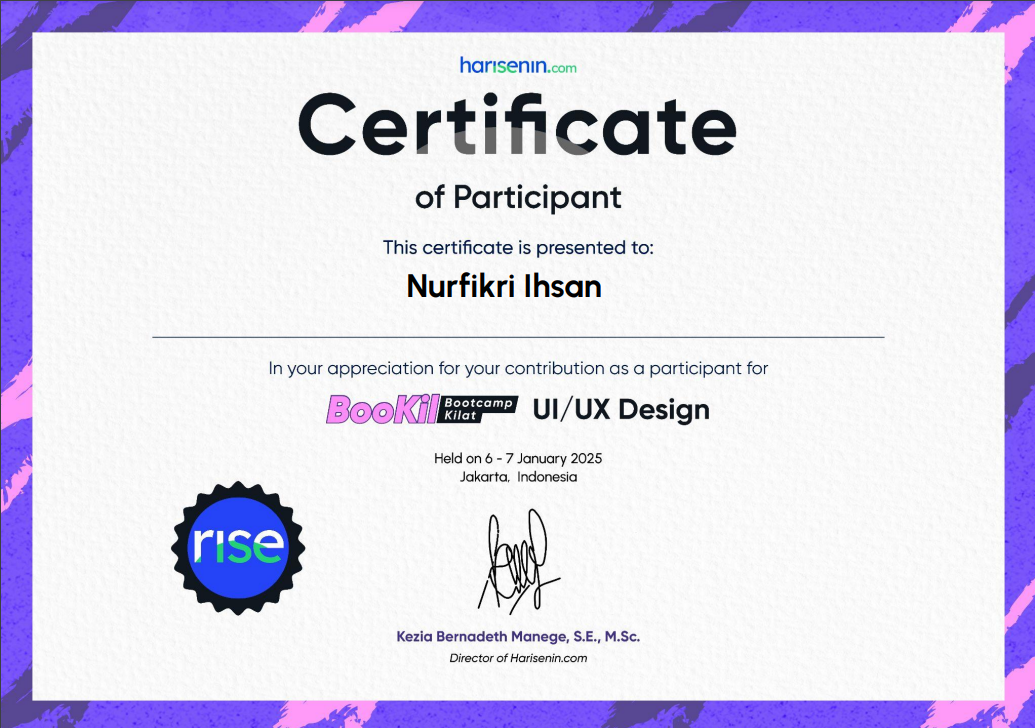 harisenin.com
Certificate
of Participant
This certificate is presented to:
Nurfikri Ihsan
In your appreciation for your contribution as a participant for
BooKil Bootcamp Kilat UI/UX Design
Held on 6 - 7 January 2025
Jakarta, Indonesia
rise
Kezia Bernadeth Manege, S.E., M.Sc.
Director of Harisenin.com